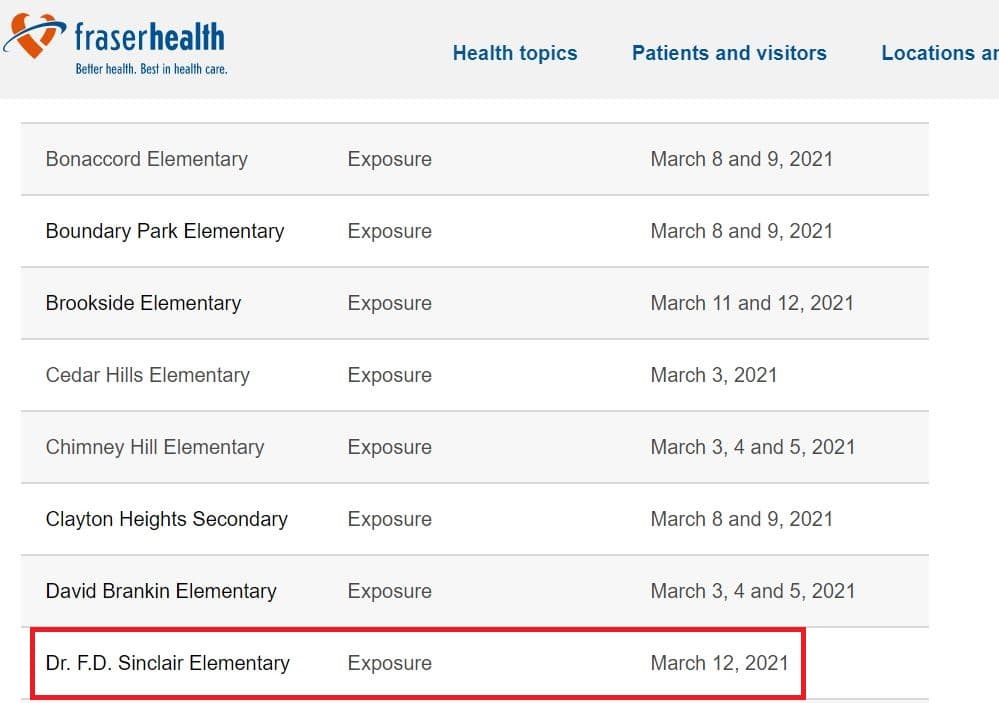 fraserhealth
Better health. Best in health care.
Health topics Patients and visitors Locations ar
Bonaccord Elementary Exposure March 8 and 9, 2021
Boundary Park Elementary Exposure March 8 and 9, 2021
Brookside Elementary Exposure March 11 and 12, 2021
Cedar Hills Elementary Exposure March 3, 2021
Chimney Hill Elementary Exposure March 3, 4 and 5, 2021
Clayton Heights Secondary Exposure March 8 and 9, 2021
David Brankin Elementary Exposure March 3, 4 and 5, 2021
Dr. F.D. Sinclair Elementary Exposure March 12, 2021